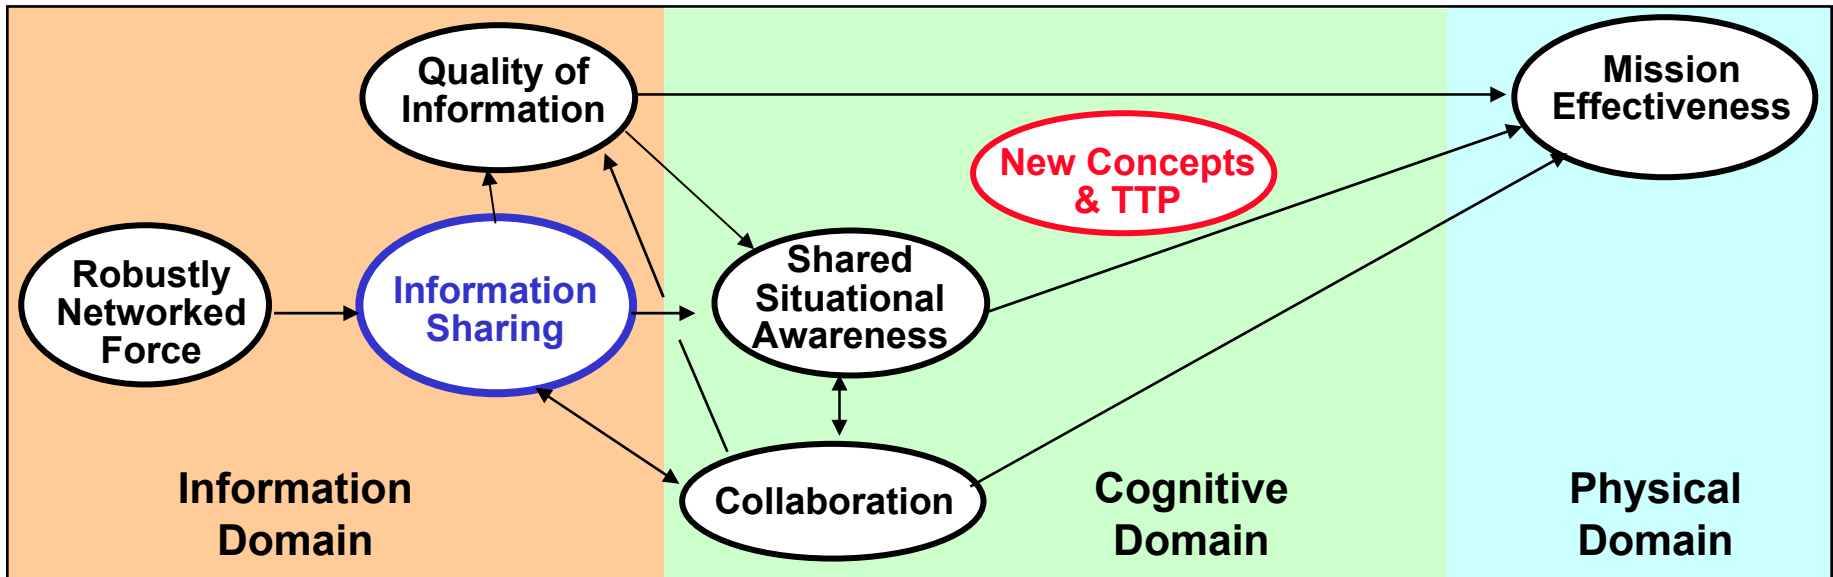 Quality of
Information
Mission
Effectiveness
New Concepts
& TTP
Robustly
Networked
Force
Information
Sharing
Shared
Situational
Awareness
Collaboration
Information
Domain
Cognitive
Domain
Physical
Domain